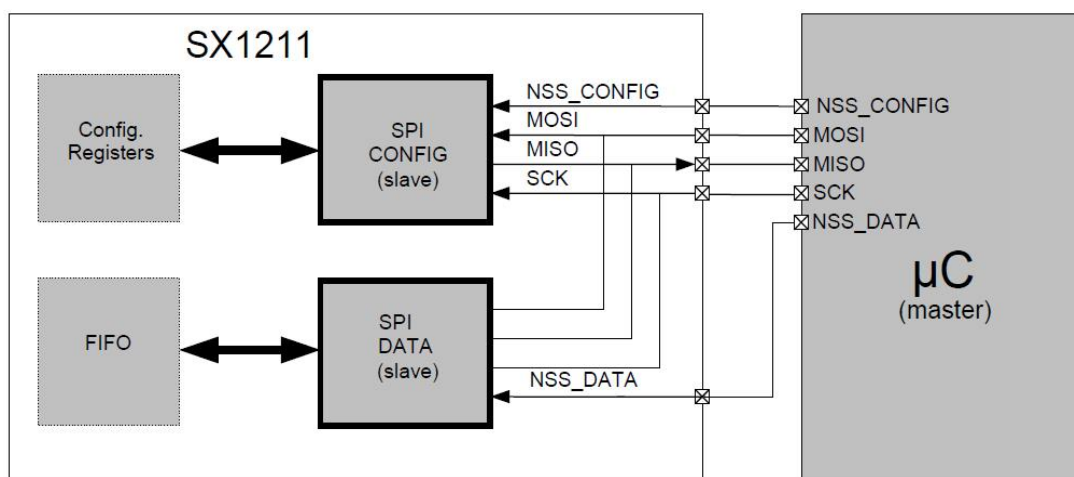 SX1211
Config.
Registers
SPI
CONFIG
(slave)
NSS_CONFIG
MOSI
MISO
SCK
NSS_CONFIG
MOSI
MISO
SCK
NSS_DATA
µC
(master)
FIFO
SPI
DATA
(slave)
NSS_DATA